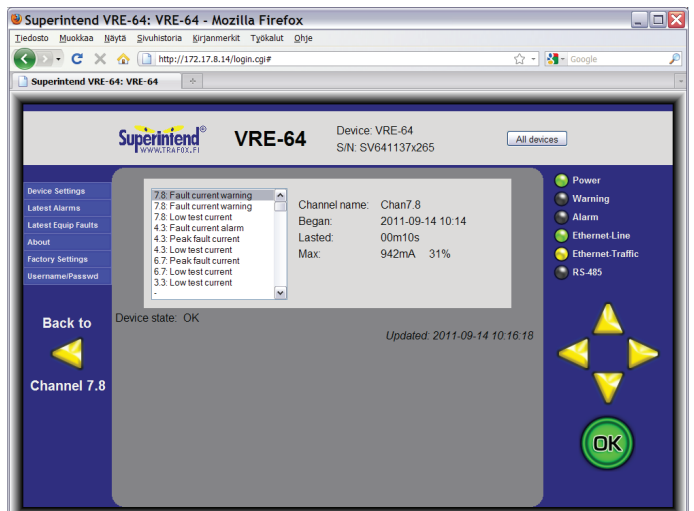 Superintend VRE-64: VRE-64 - Mozilla Firefox
Tiedosto Muokkaa Näytä Sivuhistoria Kirjanmerkit Työkalut Ohje
http://172.17.8.14/login.cgi#
Google
Superintend VRE-64: VRE-64
Superintend®
WWW.TRAFOX.FI
VRE-64
Device: VRE-64
S/N: SV641137x265
All devices
Device Settings
Latest Alarms
Latest Equip Faults
About
Factory Settings
Username/Passwd
Back to
Channel 7.8
7.8: Fault current warning
7.8: Fault current warning
7.8: Low test current
4.3: Fault current alarm
4.3: Peak fault current
4.3: Low test current
6.7: Peak fault current
6.7: Low test current
3.3: Low test current
-
Channel name: Chan7.8
Began: 2011-09-14 10:14
Lasted: 00m10s
Max: 942mA 31%
Device state: OK
Updated: 2011-09-14 10:16:18
Power
Warning
Alarm
Ethernet-Line
Ethernet-Traffic
RS-485
OK